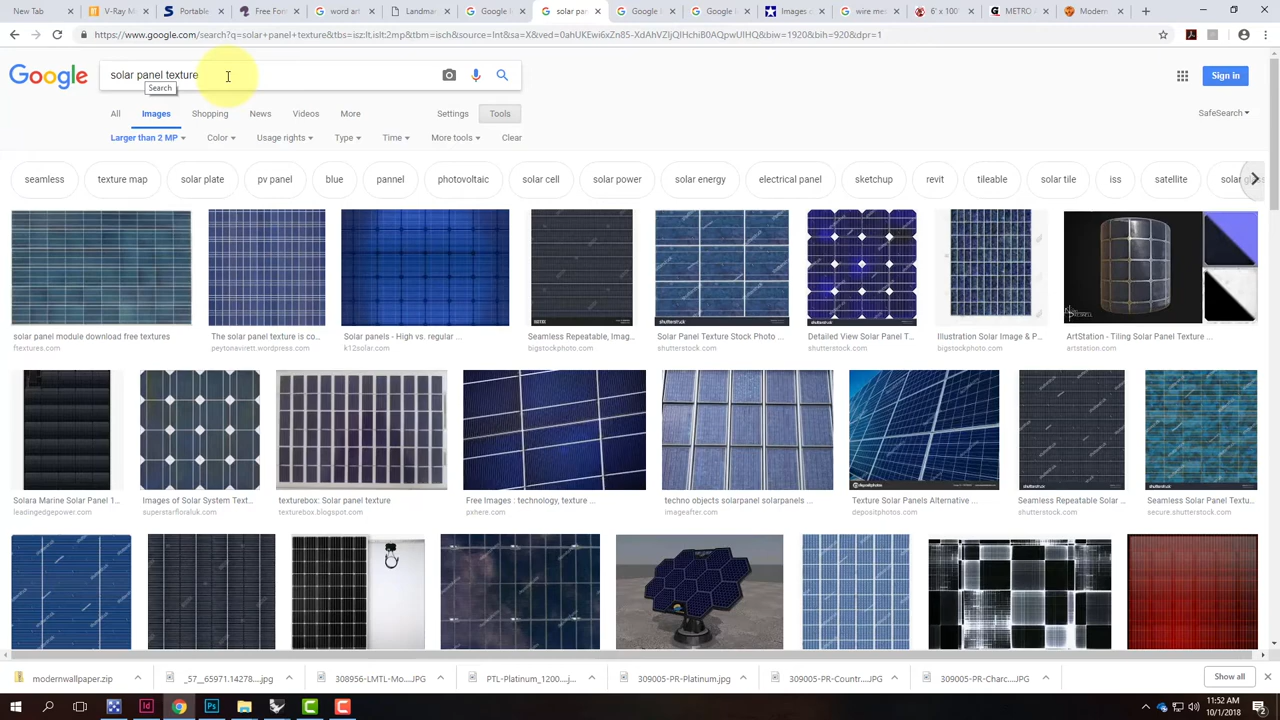 New Tab
V-Ray M
Portable
Free Fon
word art
Landmar
Google
solar pan
Google
Google
Images c
wire mes
6' x 100'
METRO A
Modern
https://www.google.com/search?q=solar+panel+texture&tbs=isz:lt,islt:2mp&tbm=isch&source=lnt&sa=X&ved=0ahUKEwi6xZn85-XdAhVZIjQIHchiB0AQpwUIHQ&biw=1920&bih=920&dpr=1
Google
solar panel texture
Search
Sign in
All Images Shopping News Videos More Settings Tools
SafeSearch
Larger than 2 MP Color Usage rights Type Time More tools Clear
seamless texture map solar plate pv panel blue pannel photovoltaic solar cell solar power solar energy electrical panel sketchup revit tileable solar tile iss satellite
solar panel module download free textures
ftextures.com
The solar panel texture is co...
peytonavirett.wordpress.com
Solar panels - High vs. regular ...
k12solar.com
Seamless Repeatable, Imag...
bigstockphoto.com
Solar Panel Texture Stock Photo ...
shutterstock.com
Detailed View Solar Panel T...
shutterstock.com
Illustration Solar Image & P...
bigstockphoto.com
ArtStation - Tiling Solar Panel Texture ...
artstation.com
Solara Marine Solar Panel 1...
leadingedgepower.com
Images of Solar System Text...
superstarfloraluk.com
texturebox: Solar panel texture
texturebox.blogspot.com
Free Images : technology, texture ...
pxhere.com
techno objects solarpanel solarpanels ...
imageafter.com
Texture Solar Panels Alternative ...
depositphotos.com
Seamless Repeatable Solar ...
shutterstock.com
Seamless Solar Panel Textu...
secure.shutterstock.com
modernwallpaper.zip
_57__65971.14278....jpg
308956-LMTL-Mo....JPG
PTL-Platinum_1200....j...
309005-PR-Platinum.jpg
309005-PR-Countr....JPG
309005-PR-Charc....JPG
Show all
11:52 AM
10/1/2018